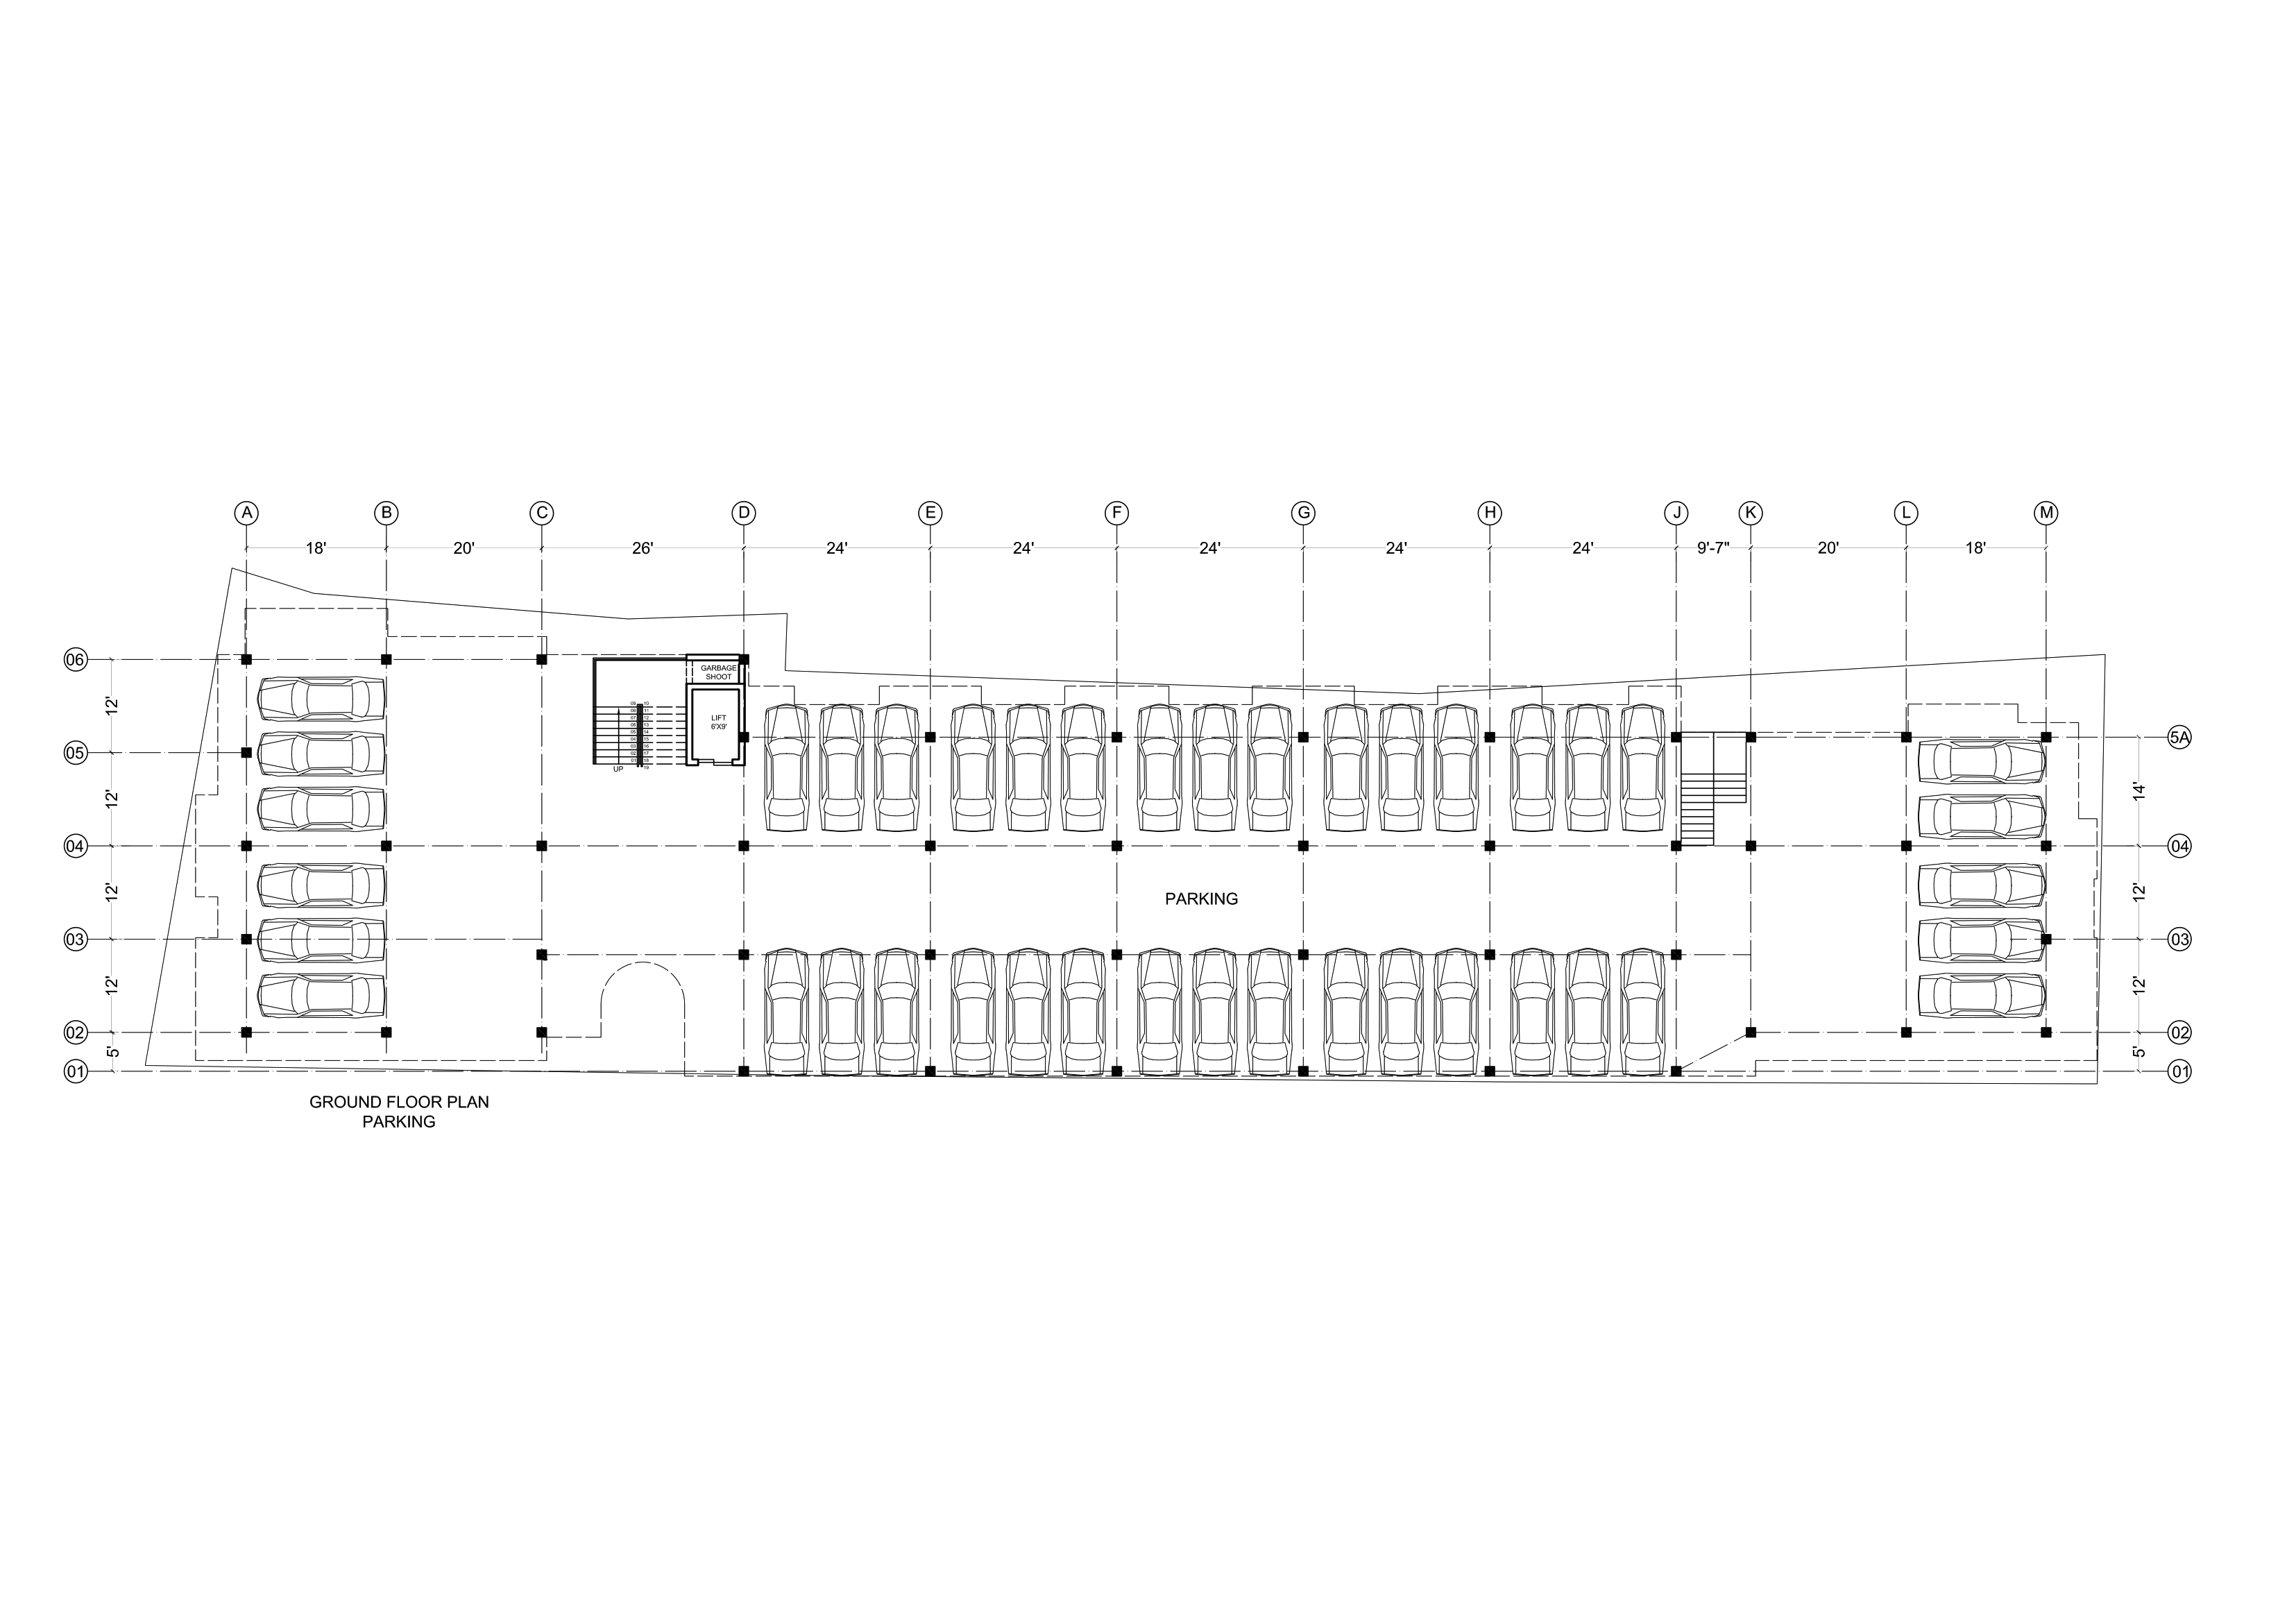 A B C D E F G H J K L M
18' 20' 26' 24' 24' 24' 24' 24' 9'-7" 20' 18'
06
GARBAGE
SHOOT
12'
LIFT
6'X9'
UP
05
5A
12'
14'
04
04
12'
12'
PARKING
03
03
12'
12'
02
02
5'
5'
01
01
GROUND FLOOR PLAN
PARKING